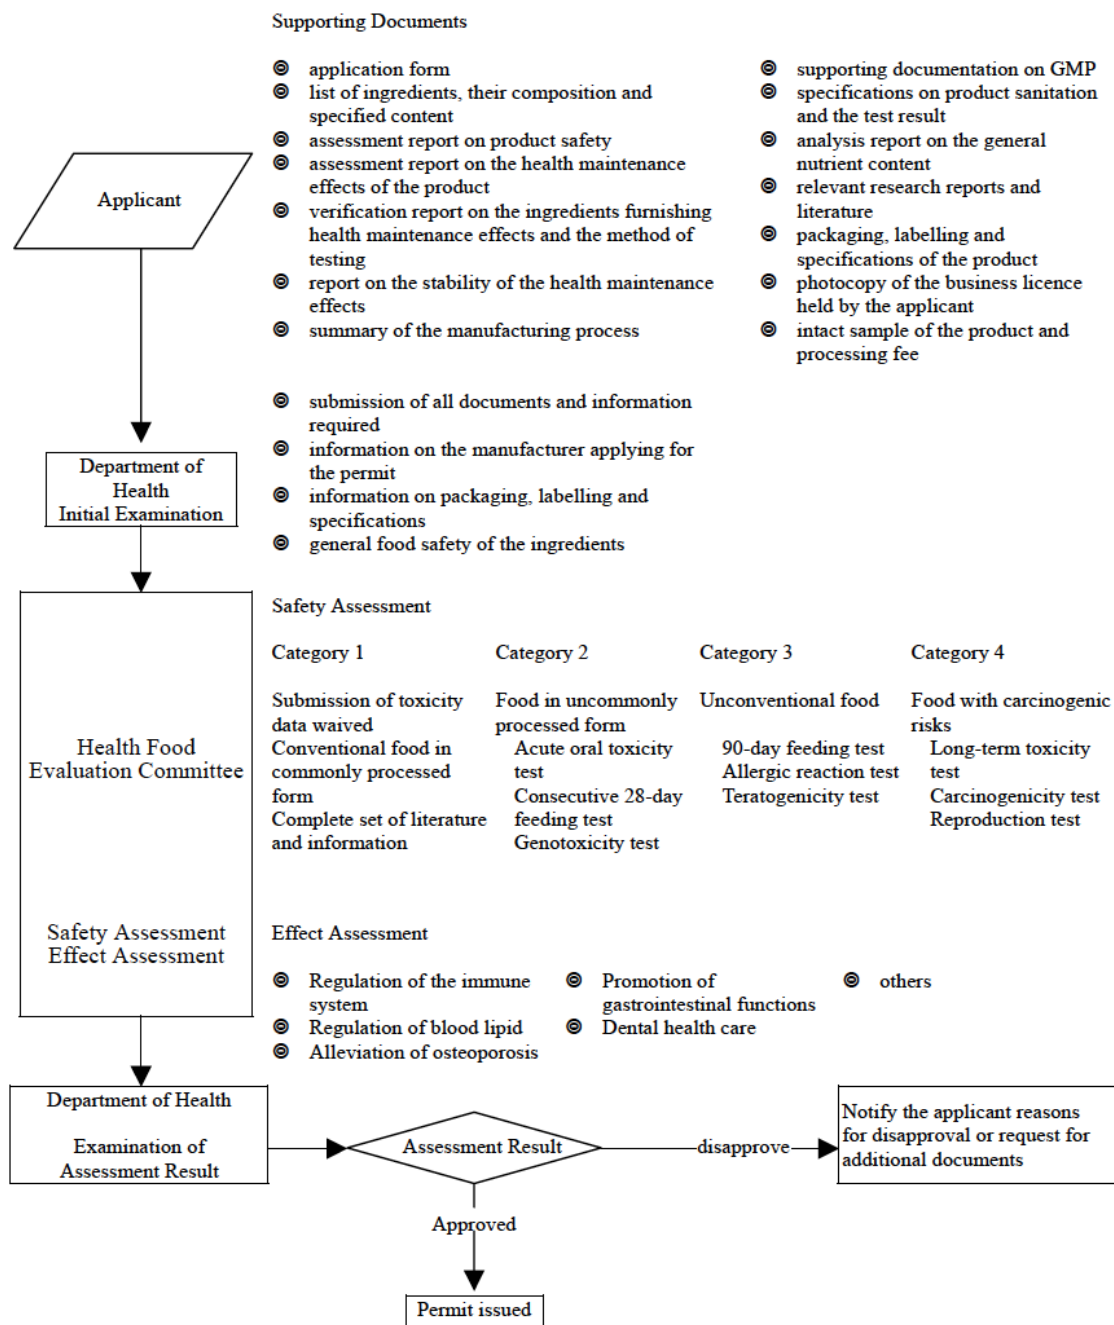 Supporting Documents
application form
list of ingredients, their composition and
specified content
assessment report on product safety
assessment report on the health maintenance
effects of the product
verification report on the ingredients furnishing
health maintenance effects and the method of
testing
report on the stability of the health maintenance
effects
summary of the manufacturing process
supporting documentation on GMP
specifications on product sanitation
and the test result
analysis report on the general
nutrient content
relevant research reports and
literature
packaging, labelling and
specifications of the product
photocopy of the business licence
held by the applicant
intact sample of the product and
processing fee
Applicant
submission of all documents and information
required
information on the manufacturer applying for
the permit
information on packaging, labelling and
specifications
general food safety of the ingredients
Department of
Health
Initial Examination
Safety Assessment
Category 1
Submission of toxicity
data waived
Conventional food in
commonly processed
form
Complete set of literature
and information
Category 2
Food in uncommonly
processed form
Acute oral toxicity
test
Consecutive 28-day
feeding test
Genotoxicity test
Category 3
Unconventional food
90-day feeding test
Allergic reaction test
Teratogenicity test
Category 4
Food with carcinogenic
risks
Long-term toxicity
test
Carcinogenicity test
Reproduction test
Health Food
Evaluation Committee
Safety Assessment
Effect Assessment
Effect Assessment
Regulation of the immune
system
Regulation of blood lipid
Alleviation of osteoporosis
Promotion of
gastrointestinal functions
Dental health care
others
Department of Health
Examination of
Assessment Result
Assessment Result
disapprove
Notify the applicant reasons
for disapproval or request for
additional documents
Approved
Permit issued